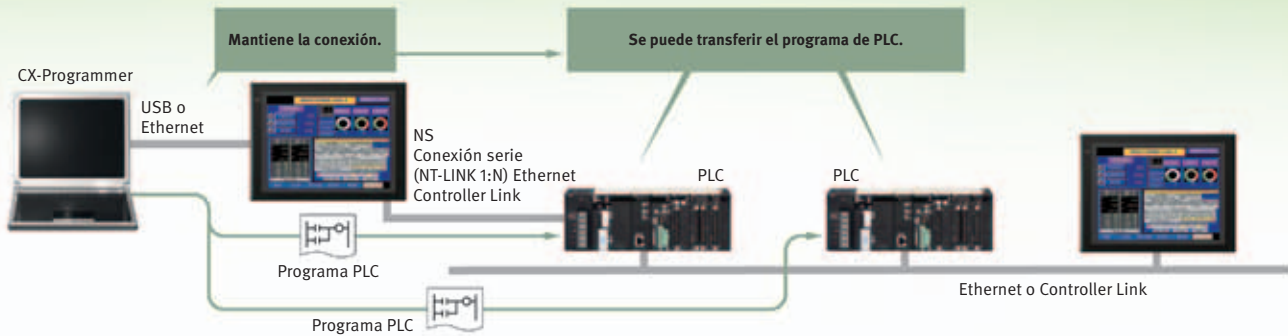 Mantiene la conexión.
Se puede transferir el programa de PLC.
CX-Programmer
USB o
Ethernet
NS
Conexión serie
(NT-LINK 1:N) Ethernet
Controller Link
PLC
PLC
Programa PLC
Ethernet o Controller Link
Programa PLC